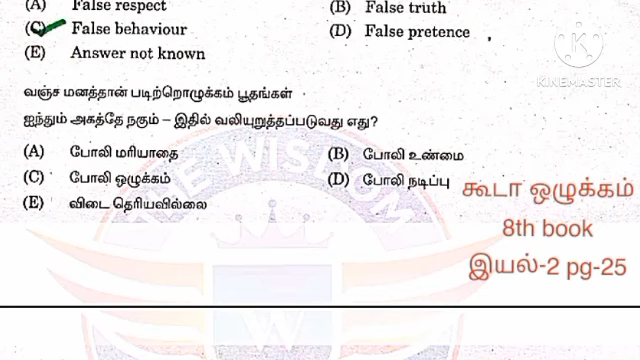 (A) False respect (B) False truth
(C) False behaviour (D) False pretence
(E) Answer not known
வஞ்ச மனத்தான் படிற்றொழுக்கம் பூதங்கள்
ஐந்தும் அகத்தே நகும் – இதில் வலியுறுத்தப்படுவது எது?
(A) போலி மரியாதை (B) போலி உண்மை
(C) போலி ஒழுக்கம் (D) போலி நடிப்பு
(E) விடை தெரியவில்லை
கூடா ஒழுக்கம்
8th book
இயல்-2 pg-25
KINEMASTER
THE WISDOM
W